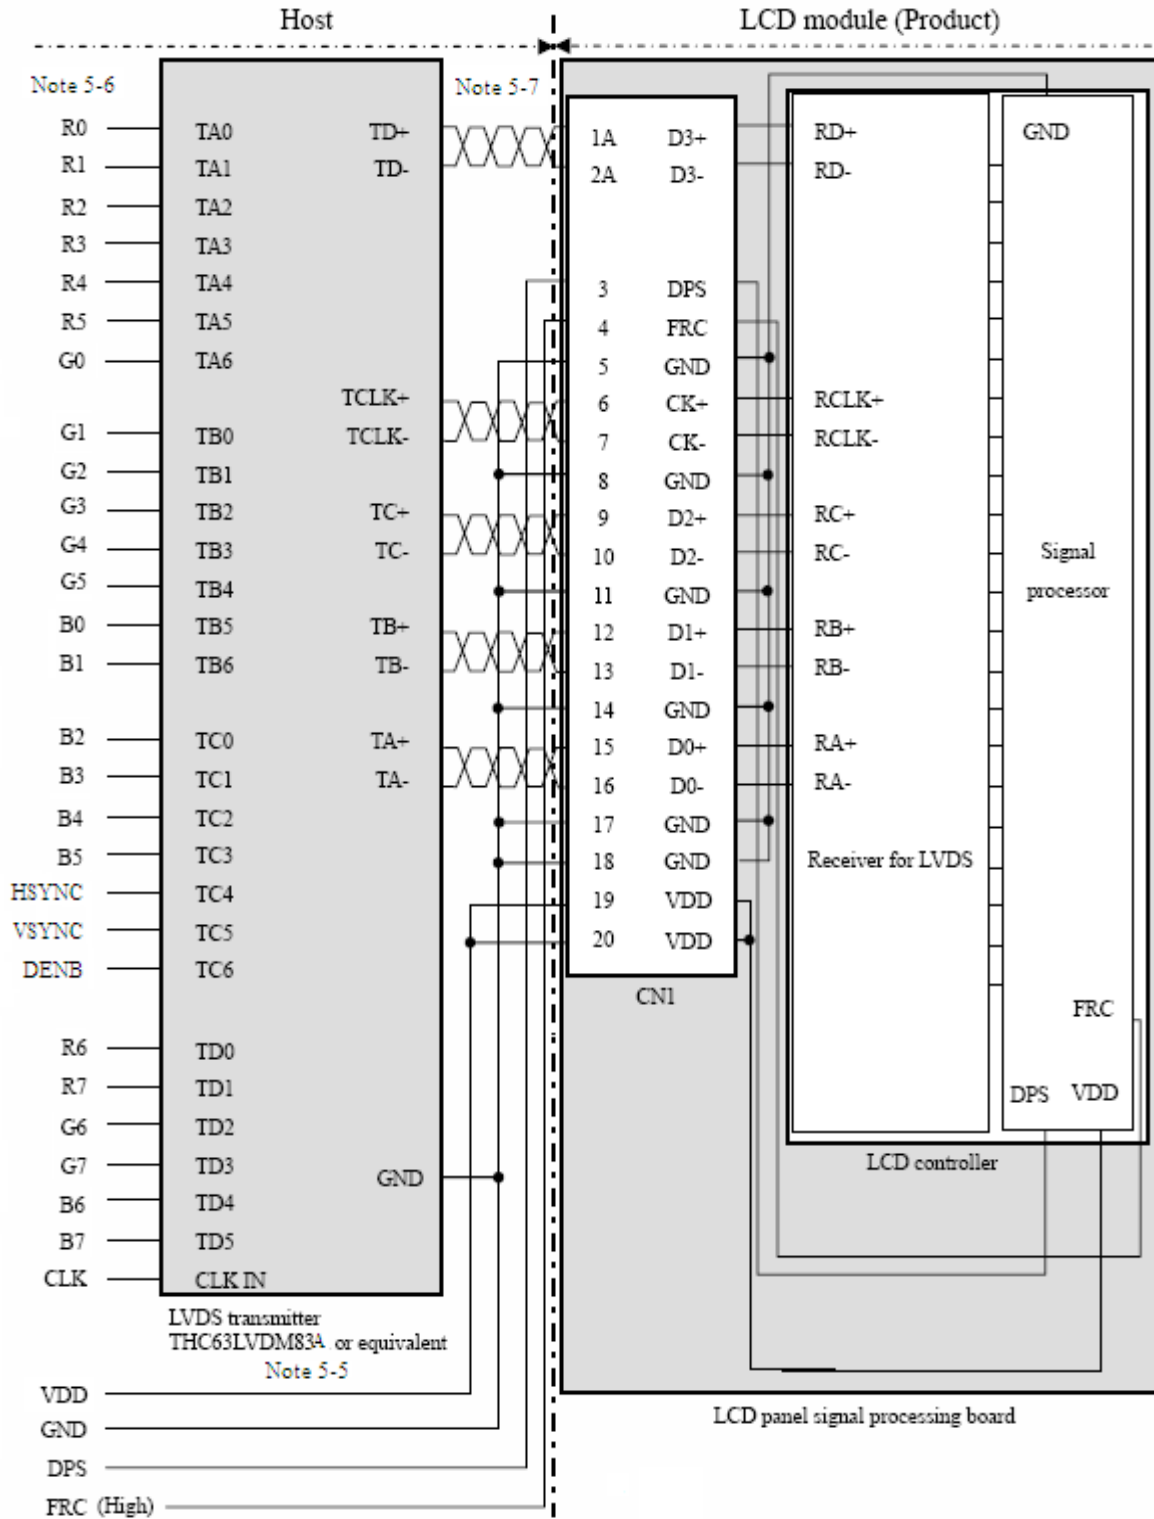 Host
LCD module (Product)
Note 5-6
Note 5-7
R0 TA0 TD+ 1A D3+ RD+ GND
R1 TA1 TD- 2A D3- RD-
R2 TA2
R3 TA3
R4 TA4 3 DPS
R5 TA5 4 FRC
G0 TA6 5 GND
TCLK+ 6 CK+ RCLK+
G1 TB0 TCLK- 7 CK- RCLK-
G2 TB1 8 GND
G3 TB2 TC+ 9 D2+ RC+
G4 TB3 TC- 10 D2- RC- Signal
G5 TB4 11 GND processor
B0 TB5 TB+ 12 D1+ RB+
B1 TB6 TB- 13 D1- RB-
14 GND
B2 TC0 TA+ 15 D0+ RA+
B3 TC1 TA- 16 D0- RA-
B4 TC2 17 GND
B5 TC3 18 GND Receiver for LVDS
HSYNC TC4 19 VDD
VSYNC TC5 20 VDD
DENB TC6
CN1
FRC
R6 TD0
R7 TD1 DPS VDD
G6 TD2
G7 TD3 GND LCD controller
B6 TD4
B7 TD5
CLK CLK IN
LVDS transmitter
THC63LVDM83A . or equivalent
Note 5-5
VDD
LCD panel signal processing board
GND
DPS
FRC (High)